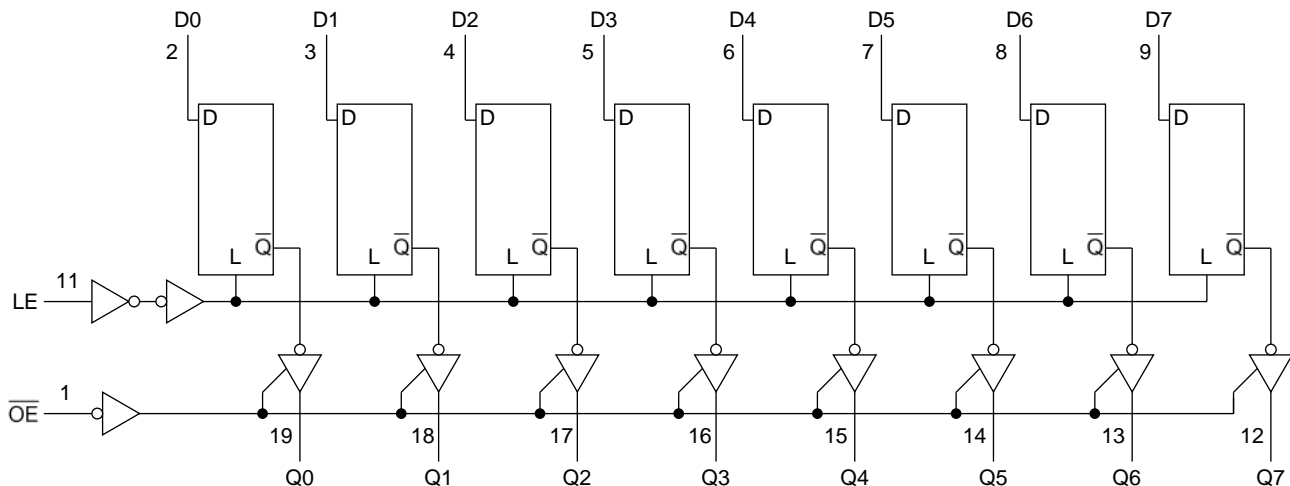 D0 D1 D2 D3 D4 D5 D6 D7
2 3 4 5 6 7 8 9
D D D D D D D D
Q̅ Q̅ Q̅ Q̅ Q̅ Q̅ Q̅ Q̅
L L L L L L L L
11
LE
1
O̅E̅
19 18 17 16 15 14 13 12
Q0 Q1 Q2 Q3 Q4 Q5 Q6 Q7